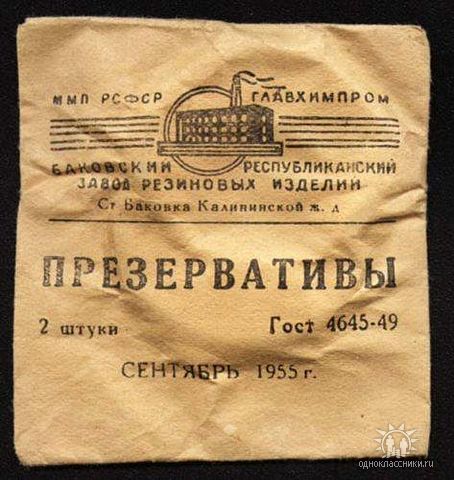 ММП РСФСР ГЛАВХИМПРОМ
БАКОВСКИЙ РЕСПУБЛИКАНСКИЙ
ЗАВОД РЕЗИНОВЫХ ИЗДЕЛИЙ
Ст Баковка Калининской ж. д
ПРЕЗЕРВАТИВЫ
2 штуки Гост 4645-49
СЕНТЯБРЬ 1955 г.
одноклассники.ru